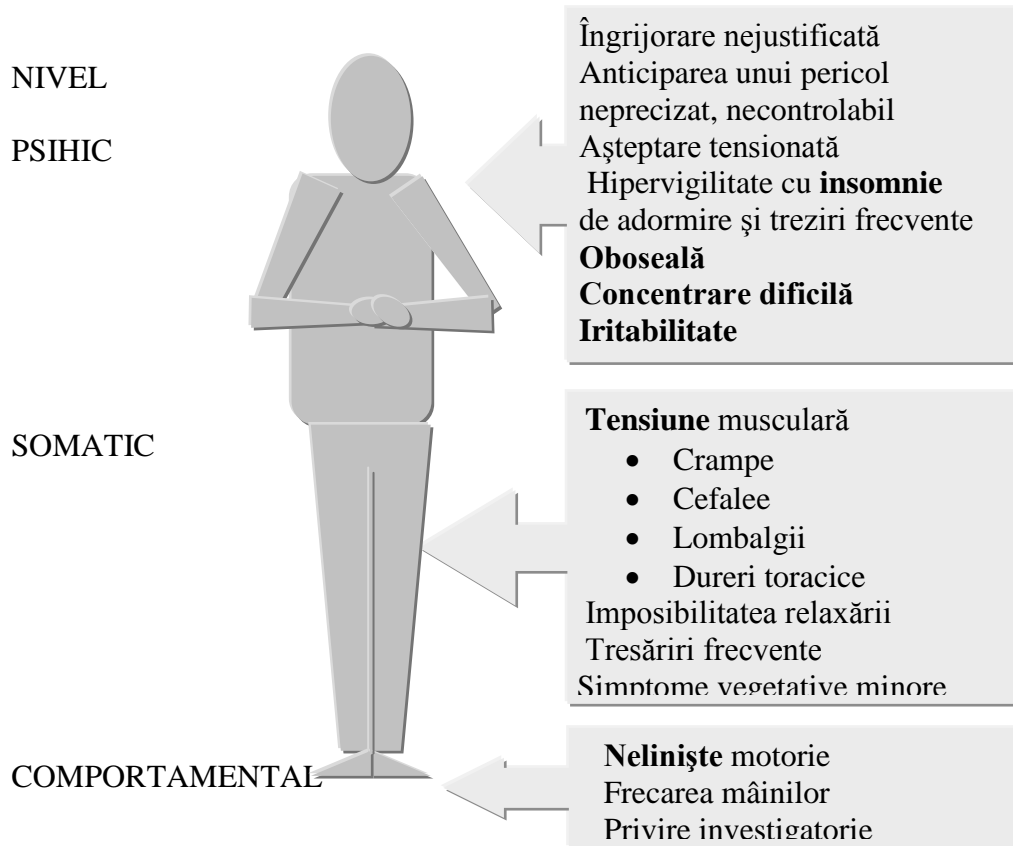 NIVEL
PSIHIC
Îngrijorare nejustificată
Anticiparea unui pericol
neprecizat, necontrolabil
Aşteptare tensionată
Hipervigilitate cu insomnie
de adormire şi treziri frecvente
Oboseală
Concentrare dificilă
Iritabilitate
SOMATIC
Tensiune musculară
• Crampe
• Cefalee
• Lombalgii
• Dureri toracice
Imposibilitatea relaxării
Tresăriri frecvente
Simptome vegetative minore
COMPORTAMENTAL
Nelinişte motorie
Frecarea mâinilor
Privire investigatorie